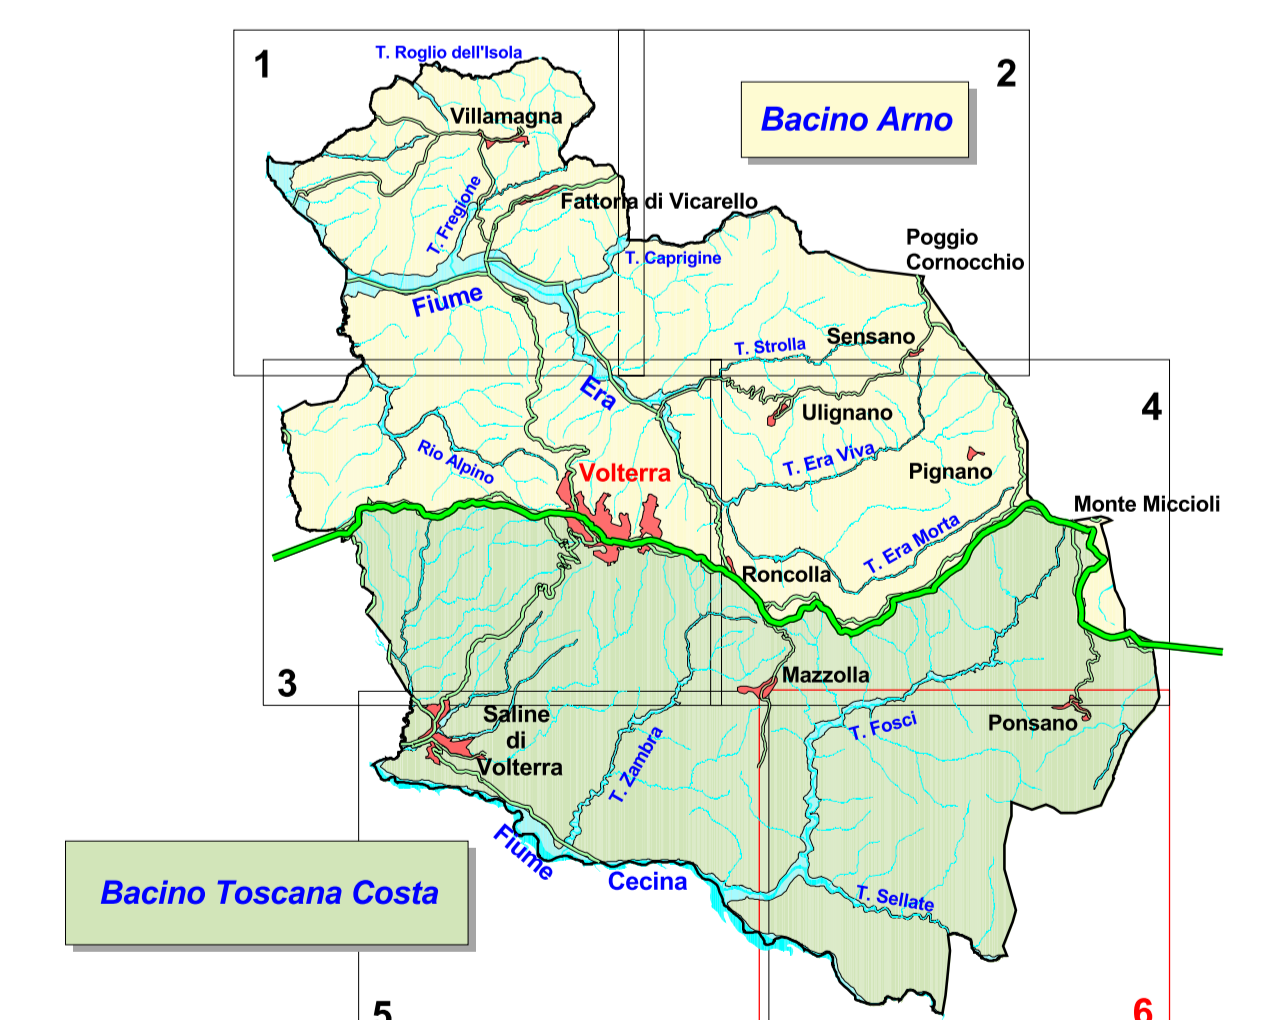 T. Roglio dell'Isola
1
2
Villamagna
Bacino Arno
T. Fregione
Fattoria di Vicarello
T. Caprigine
Poggio
Cornocchio
Fiume
Era
T. Strolla
Sensano
4
Ulignano
Rio Alpino
Volterra
T. Era Viva
Pignano
Monte Miccioli
T. Era Morta
Roncolla
3
Mazzolla
Saline
di
Volterra
T. Zambra
T. Fosci
Ponsano
Fiume
Cecina
Bacino Toscana Costa
T. Sellate
5
6